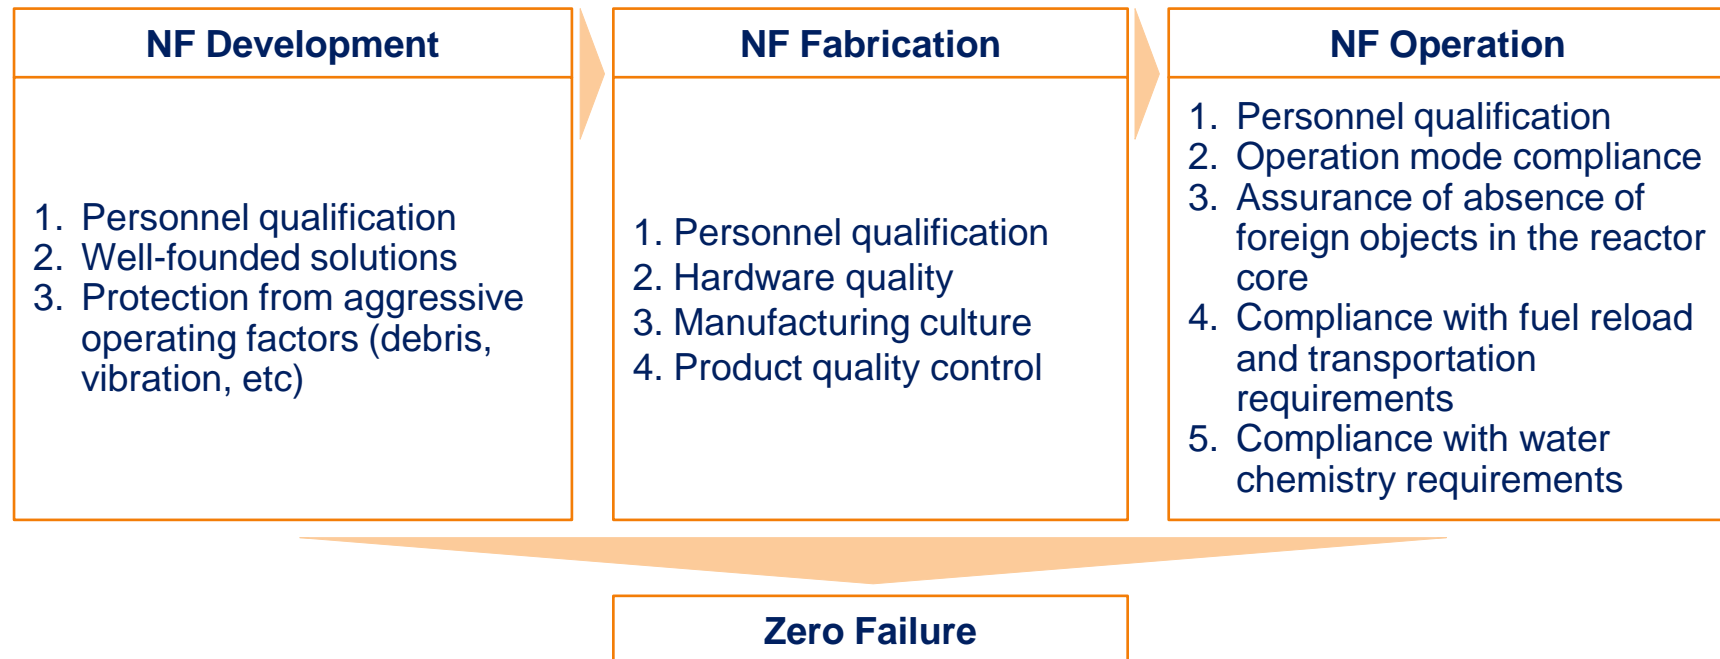 NF Development
1. Personnel qualification
2. Well-founded solutions
3. Protection from aggressive
operating factors (debris,
vibration, etc)
NF Fabrication
1. Personnel qualification
2. Hardware quality
3. Manufacturing culture
4. Product quality control
NF Operation
1. Personnel qualification
2. Operation mode compliance
3. Assurance of absence of
foreign objects in the reactor
core
4. Compliance with fuel reload
and transportation
requirements
5. Compliance with water
chemistry requirements
Zero Failure